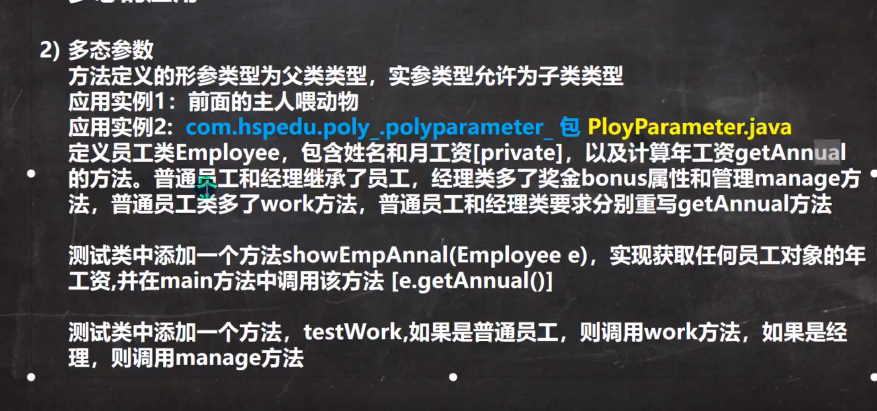 2) 多态参数
方法定义的形参类型为父类类型，实参类型允许为子类类型
应用实例1：前面的主人喂动物
应用实例2: com.hspedu.poly_.polyparameter_ 包 PloyParameter.java
定义员工类Employee，包含姓名和月工资[private]，以及计算年工资getAnnual
的方法。普通员工和经理继承了员工，经理类多了奖金bonus属性和管理manage方
法，普通员工类多了work方法，普通员工和经理类要求分别重写getAnnual方法
测试类中添加一个方法showEmpAnnal(Employee e)，实现获取任何员工对象的年
工资,并在main方法中调用该方法 [e.getAnnual()]
测试类中添加一个方法，testWork,如果是普通员工，则调用work方法，如果是经
理，则调用manage方法